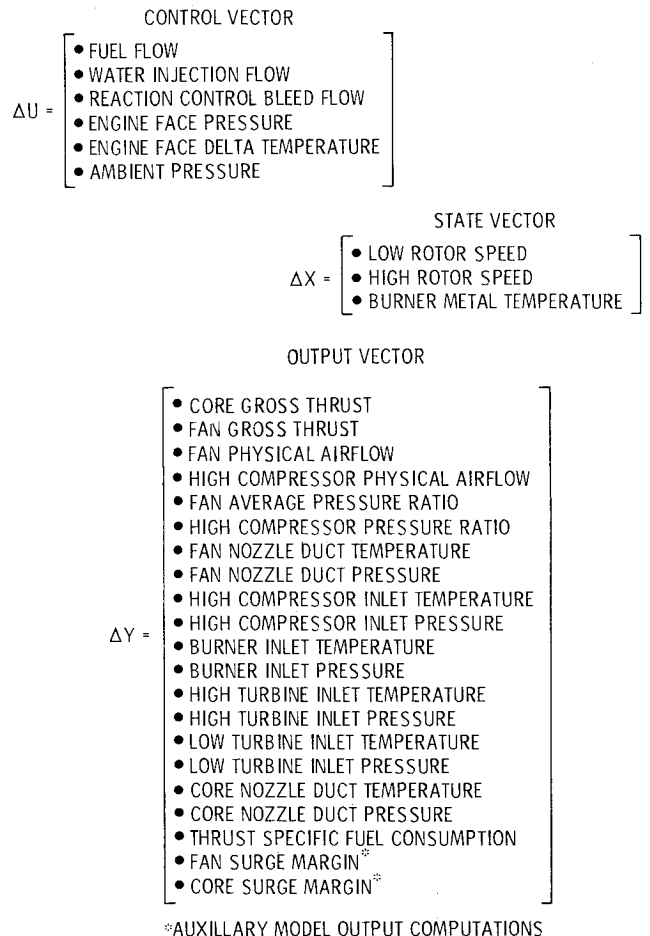 CONTROL VECTOR
ΔU =
• FUEL FLOW
• WATER INJECTION FLOW
• REACTION CONTROL BLEED FLOW
• ENGINE FACE PRESSURE
• ENGINE FACE DELTA TEMPERATURE
• AMBIENT PRESSURE
STATE VECTOR
ΔX =
• LOW ROTOR SPEED
• HIGH ROTOR SPEED
• BURNER METAL TEMPERATURE
OUTPUT VECTOR
ΔY =
• CORE GROSS THRUST
• FAN GROSS THRUST
• FAN PHYSICAL AIRFLOW
• HIGH COMPRESSOR PHYSICAL AIRFLOW
• FAN AVERAGE PRESSURE RATIO
• HIGH COMPRESSOR PRESSURE RATIO
• FAN NOZZLE DUCT TEMPERATURE
• FAN NOZZLE DUCT PRESSURE
• HIGH COMPRESSOR INLET TEMPERATURE
• HIGH COMPRESSOR INLET PRESSURE
• BURNER INLET TEMPERATURE
• BURNER INLET PRESSURE
• HIGH TURBINE INLET TEMPERATURE
• HIGH TURBINE INLET PRESSURE
• LOW TURBINE INLET TEMPERATURE
• LOW TURBINE INLET PRESSURE
• CORE NOZZLE DUCT TEMPERATURE
• CORE NOZZLE DUCT PRESSURE
• THRUST SPECIFIC FUEL CONSUMPTION
• FAN SURGE MARGIN*
• CORE SURGE MARGIN*
*AUXILLARY MODEL OUTPUT COMPUTATIONS